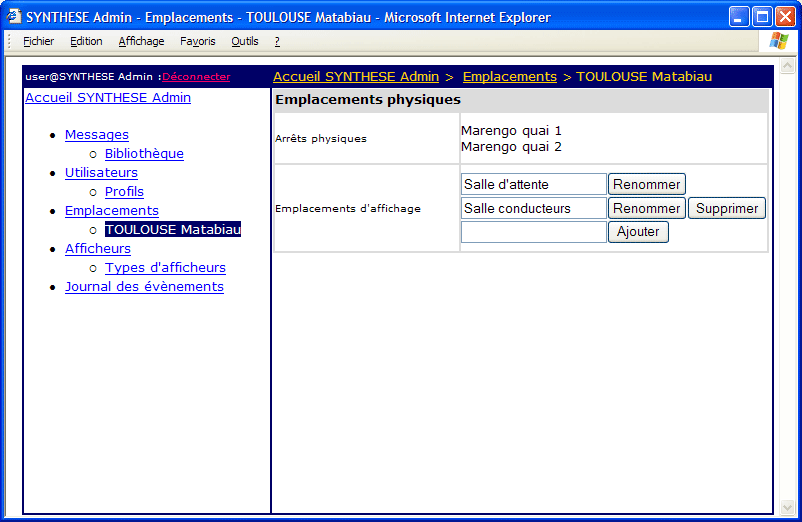 SYNTHESE Admin - Emplacements - TOULOUSE Matabiau - Microsoft Internet Explorer
Fichier Edition Affichage Favoris Outils ?
user@SYNTHESE Admin :Déconnecter
Accueil SYNTHESE Admin > Emplacements > TOULOUSE Matabiau
Accueil SYNTHESE Admin
Messages
Bibliothèque
Utilisateurs
Profils
Emplacements
TOULOUSE Matabiau
Afficheurs
Types d'afficheurs
Journal des évènements
Emplacements physiques
Arrêts physiques
Marengo quai 1
Marengo quai 2
Emplacements d'affichage
Salle d'attente Renommer
Salle conducteurs Renommer Supprimer
Ajouter